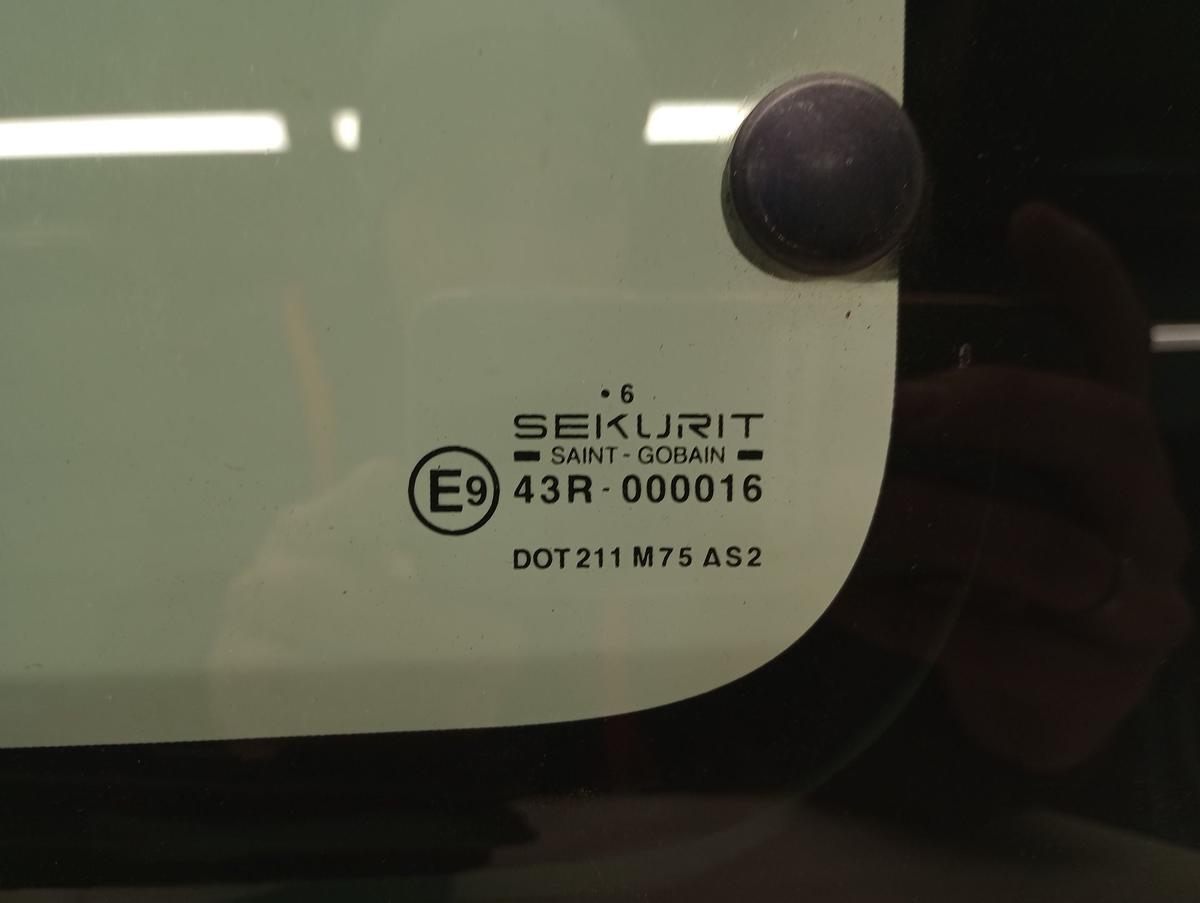 • 6
SEKURIT
SAINT - GOBAIN
E9 43R - 000016
DOT 211 M75 AS2